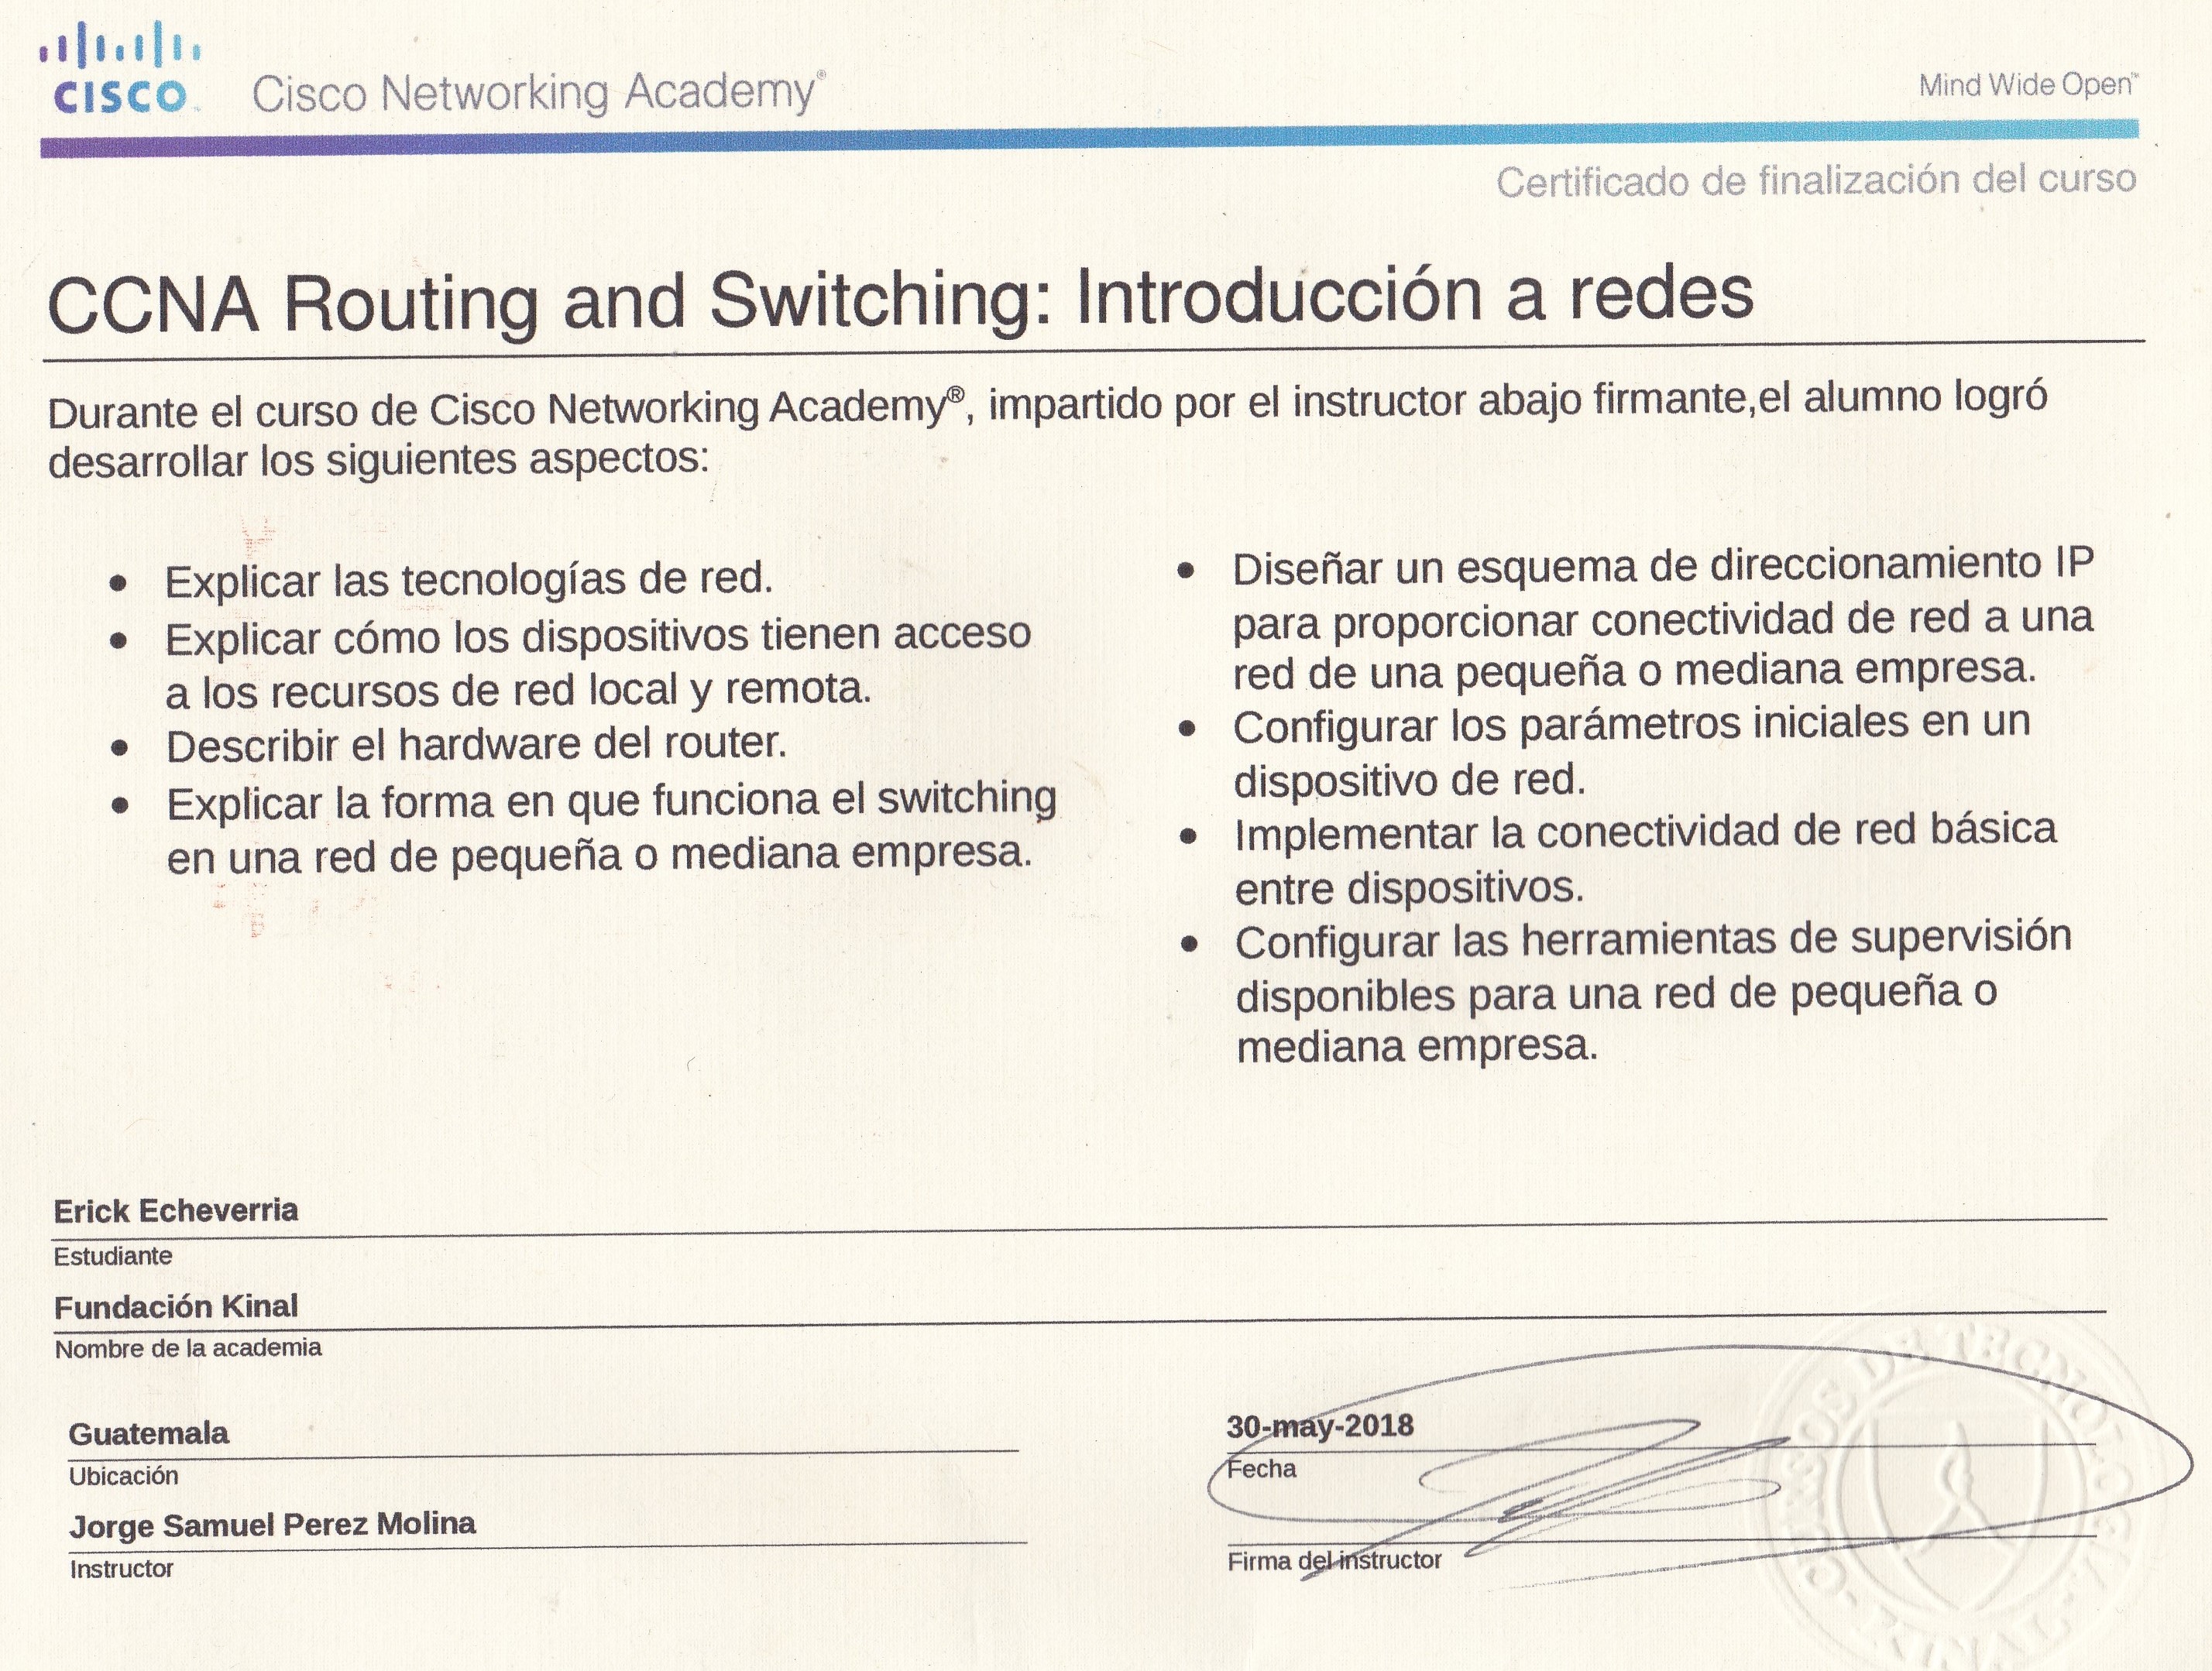 CISCO
Cisco Networking Academy®
Mind Wide Open™
Certificado de finalización del curso
CCNA Routing and Switching: Introducción a redes
Durante el curso de Cisco Networking Academy®, impartido por el instructor abajo firmante,el alumno logró
desarrollar los siguientes aspectos:
• Explicar las tecnologías de red.
• Explicar cómo los dispositivos tienen acceso
a los recursos de red local y remota.
• Describir el hardware del router.
• Explicar la forma en que funciona el switching
en una red de pequeña o mediana empresa.
• Diseñar un esquema de direccionamiento IP
para proporcionar conectividad de red a una
red de una pequeña o mediana empresa.
• Configurar los parámetros iniciales en un
dispositivo de red.
• Implementar la conectividad de red básica
entre dispositivos.
• Configurar las herramientas de supervisión
disponibles para una red de pequeña o
mediana empresa.
Erick Echeverria
Estudiante
Fundación Kinal
Nombre de la academia
Guatemala
Ubicación
30-may-2018
Fecha
Jorge Samuel Perez Molina
Instructor
Firma del instructor
DE TECNOLOGIA
KINAL